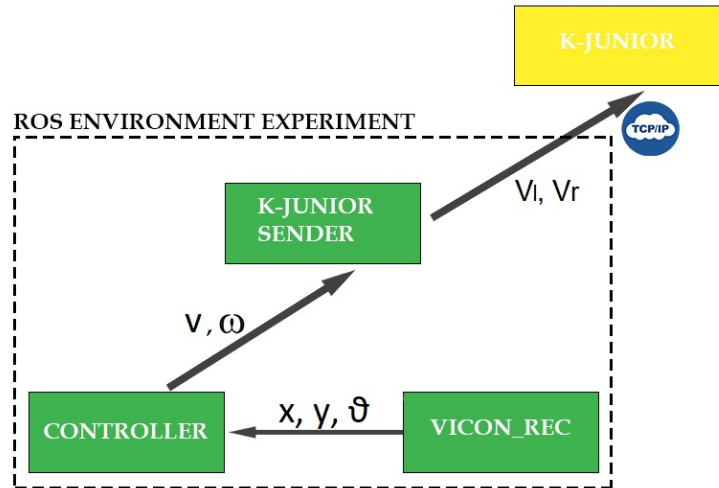 K-JUNIOR
ROS ENVIRONMENT EXPERIMENT
TCP/IP
K-JUNIOR
SENDER
Vl, Vr
v, ω
x, y, ϑ
CONTROLLER
VICON_REC